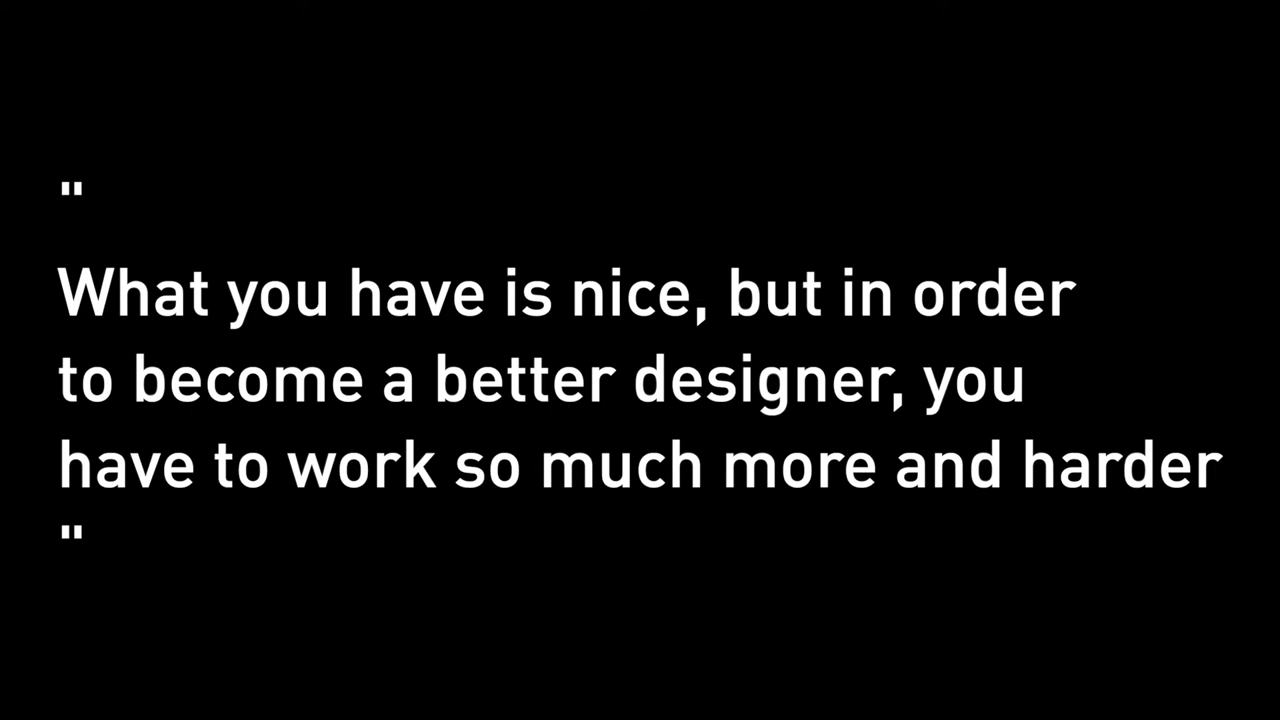 "
What you have is nice, but in order
to become a better designer, you
have to work so much more and harder
"